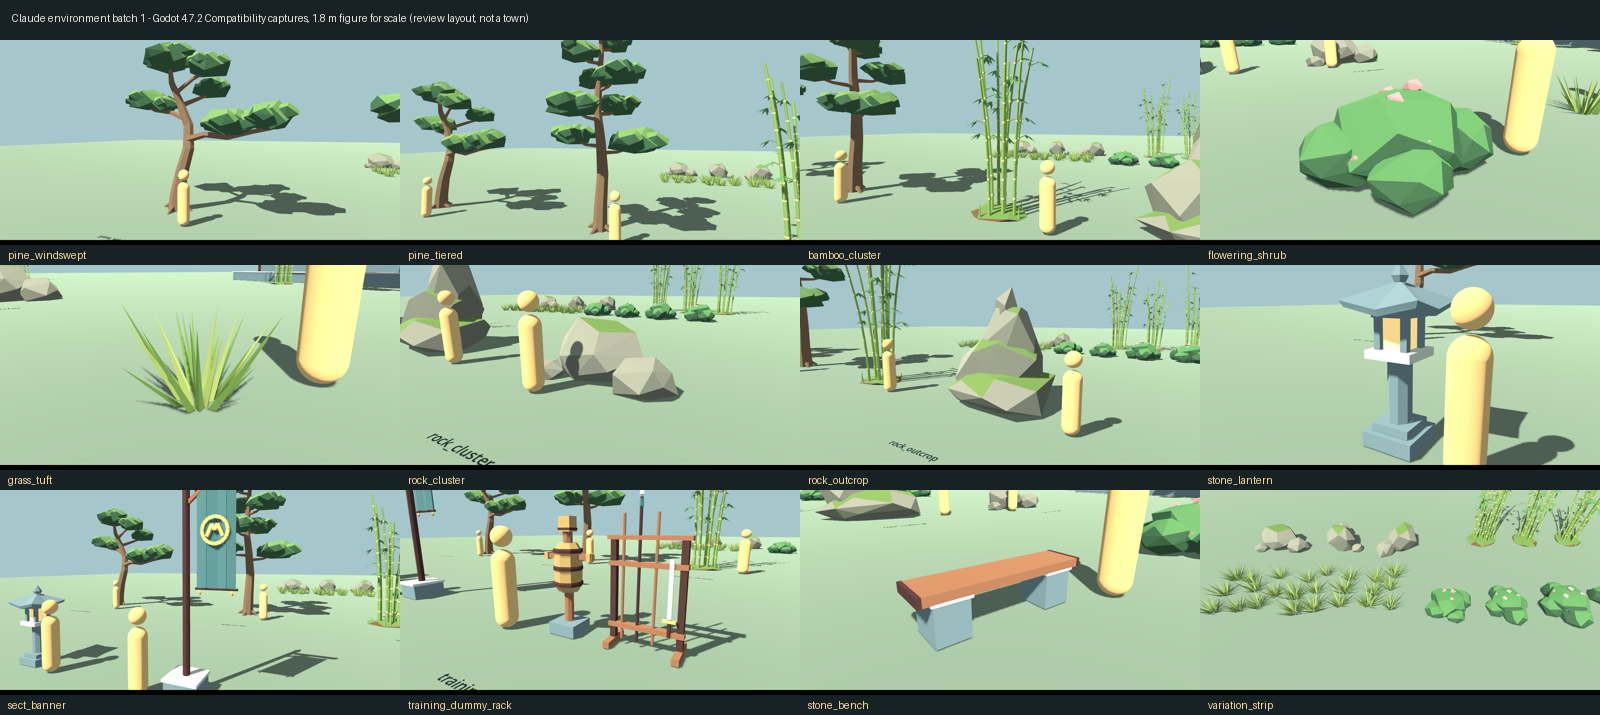 Claude environment batch 1 - Godot 4.7.2 Compatibility captures, 1.8 m figure for scale (review layout, not a town)
pine_windswept
pine_tiered
bamboo_cluster
flowering_shrub
rock_cluster
rock_outcrop
grass_tuft
rock_cluster
rock_outcrop
stone_lantern
trainin
sect_banner
training_dummy_rack
stone_bench
variation_strip